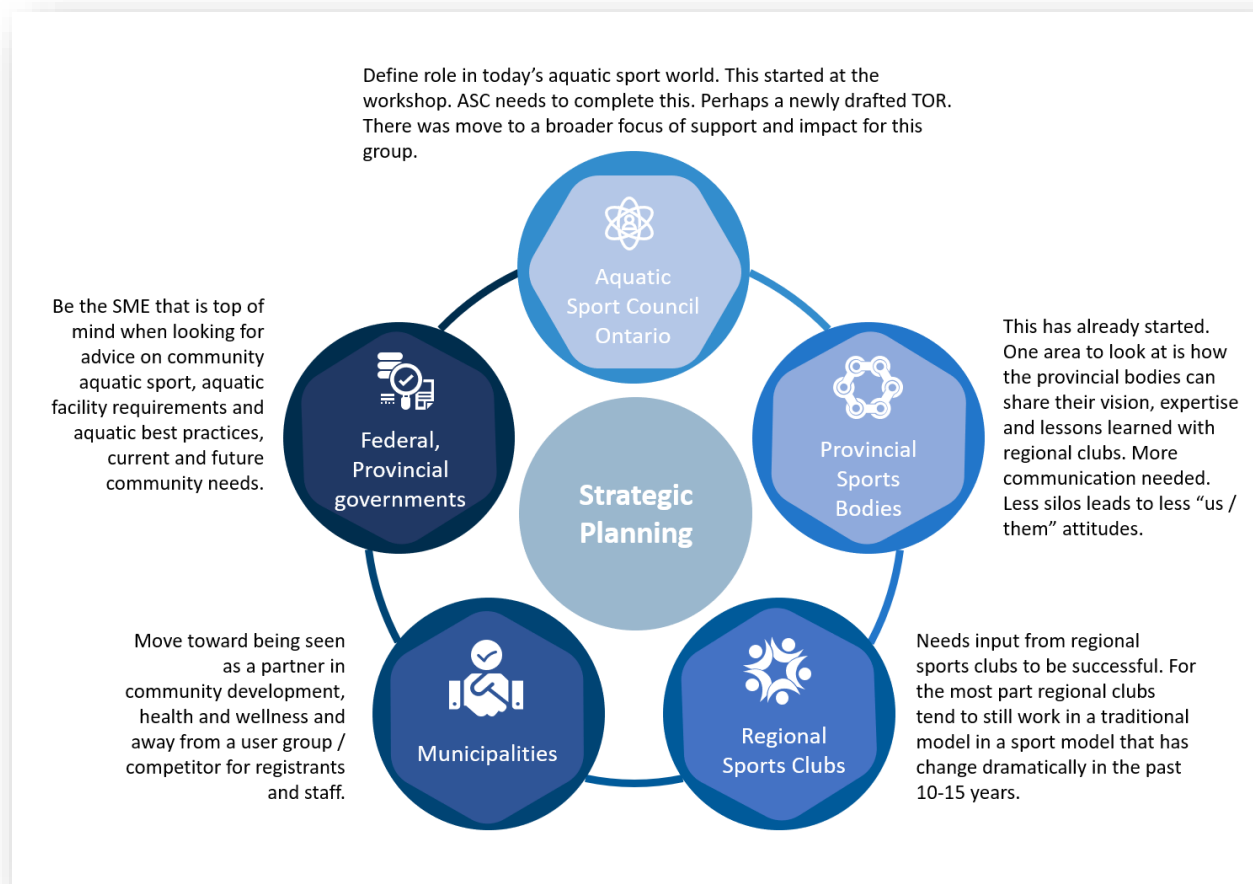 Define role in today's aquatic sport world. This started at the
workshop. ASC needs to complete this. Perhaps a newly drafted TOR.
There was move to a broader focus of support and impact for this
group.
Aquatic
Sport Council
Ontario
Be the SME that is top of
mind when looking for
advice on community
aquatic sport, aquatic
facility requirements and
aquatic best practices,
current and future
community needs.
Federal,
Provincial
governments
Provincial
Sports
Bodies
This has already started.
One area to look at is how
the provincial bodies can
share their vision, expertise
and lessons learned with
regional clubs. More
communication needed.
Less silos leads to less “us /
them” attitudes.
Strategic
Planning
Move toward being seen
as a partner in
community development,
health and wellness and
away from a user group /
competitor for registrants
and staff.
Municipalities
Regional
Sports Clubs
Needs input from regional
sports clubs to be successful. For
the most part regional clubs
tend to still work in a traditional
model in a sport model that has
change dramatically in the past
10-15 years.